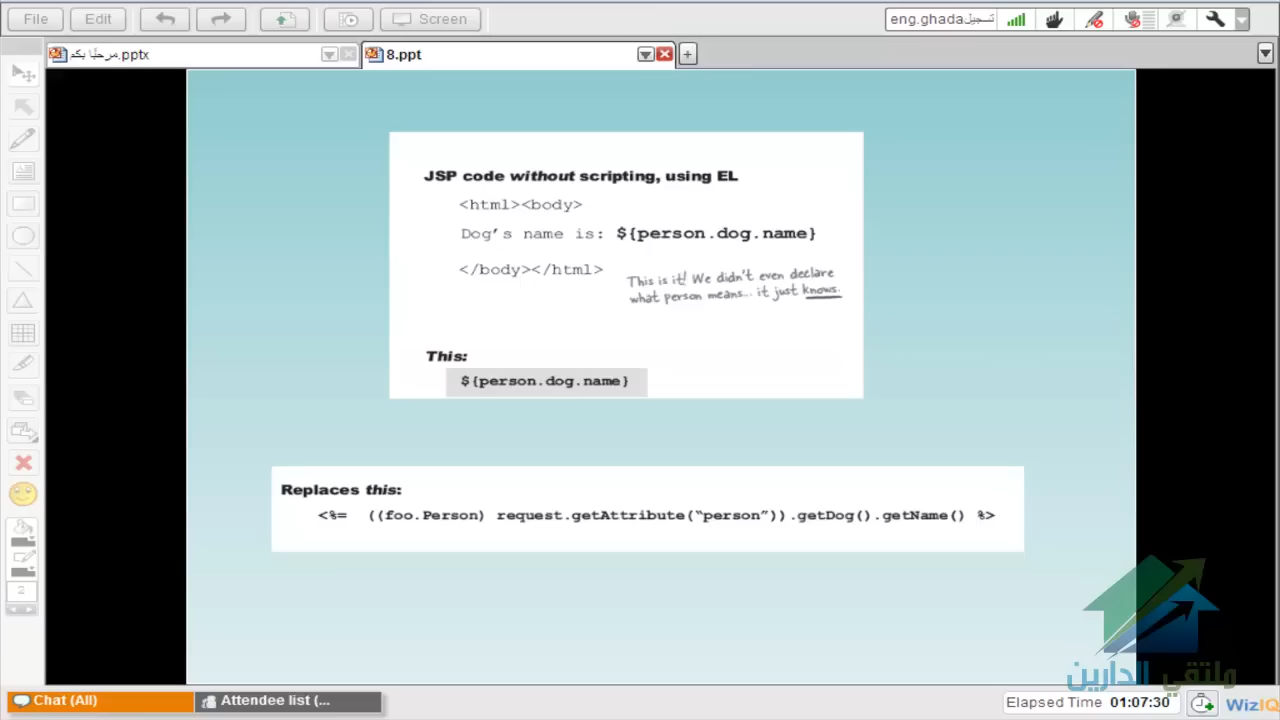 File Edit Screen
eng.ghada تسجيل
مرحبا بكم.pptx 8.ppt
JSP code without scripting, using EL
<html><body>
Dog's name is: ${person.dog.name}
</body></html>
This is it! We didn't even declare
what person means... it just knows.
This:
${person.dog.name}
Replaces this:
<%= ((foo.Person) request.getAttribute("person")).getDog().getName() %>
2
ملتقى الدارين
Chat (All) Attendee list (...
Elapsed Time 01:07:30
WizIQ